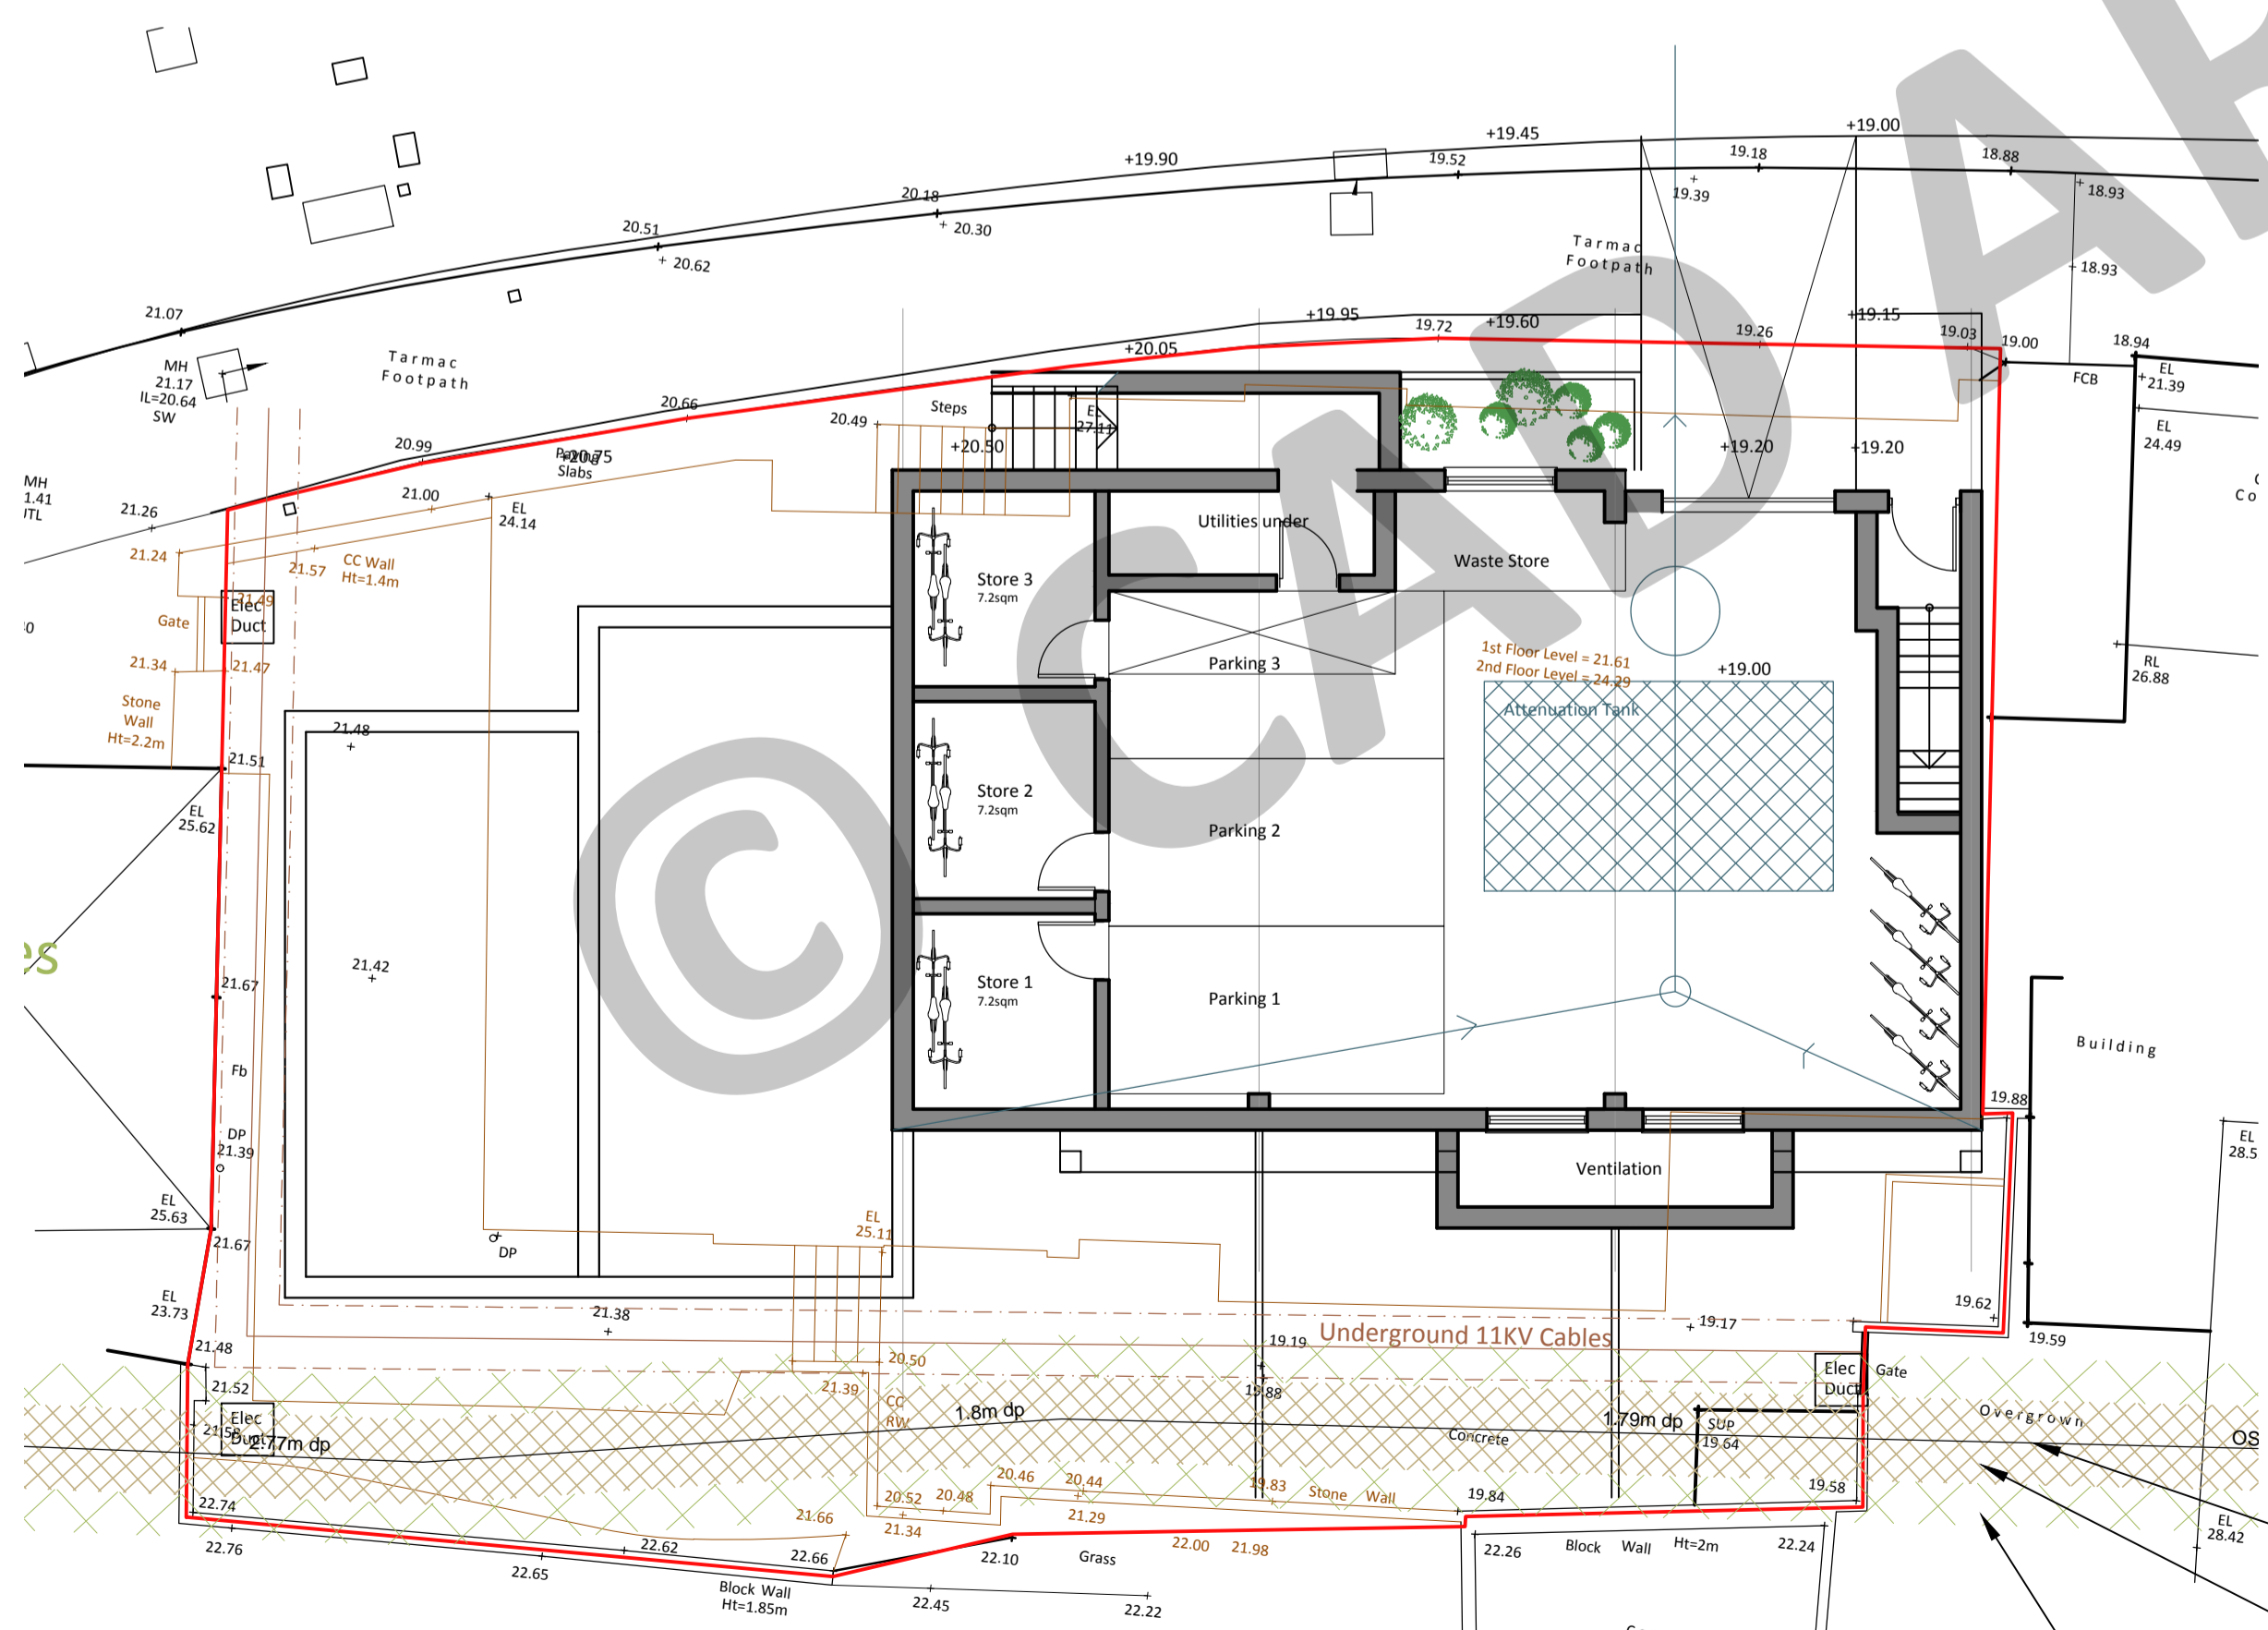 +19.00
+19.45
+19.90
19.52
19.18
18.88
19.39
18.93
20.18
20.30
20.51
20.62
21.07
Tarmac
Footpath
18.93
Tarmac
Footpath
MH
21.17
IL=20.64
SW
+19.95
19.72
+19.60
19.26
+19.15
19.03
19.00
18.94
+20.05
FCB
EL
21.39
20.66
20.49
Steps
27.11
+20.50
+19.20
+19.20
EL
24.49
20.99
+20.75
Slabs
MH
21.26
21.00
EL
24.14
21.24
21.57
CC Wall
Ht=1.4m
Utilities under
Waste Store
Store 3
7.2sqm
21.49
Elec
Duct
Gate
21.34
21.47
Parking 3
1st Floor Level = 21.61
2nd Floor Level = 24.29
+19.00
RL
26.88
Stone
Wall
Ht=2.2m
Attenuation Tank
21.48
21.51
EL
25.62
Store 2
7.2sqm
Parking 2
© CAD
es
21.42
21.67
Store 1
7.2sqm
Parking 1
Building
Fb
DP
21.39
19.88
EL
28.5
Ventilation
EL
25.63
21.67
EL
25.11
DP
EL
23.73
21.38
19.62
19.17
19.19
Underground 11KV Cables
19.59
21.48
20.50
21.39
21.52
CC
RW
1.8m dp
Elec
Duct
Gate
Elec
2.77m dp
1.79m dp
SUP
19.64
Concrete
Overgrown
OS
20.46
20.44
19.83
Stone Wall
19.84
19.58
20.52
20.48
21.29
22.74
21.66
21.34
22.76
22.62
22.66
22.10
Grass
22.00
21.98
22.26
Block Wall
Ht=2m
22.24
EL
28.42
22.65
Block Wall
Ht=1.85m
22.45
22.22